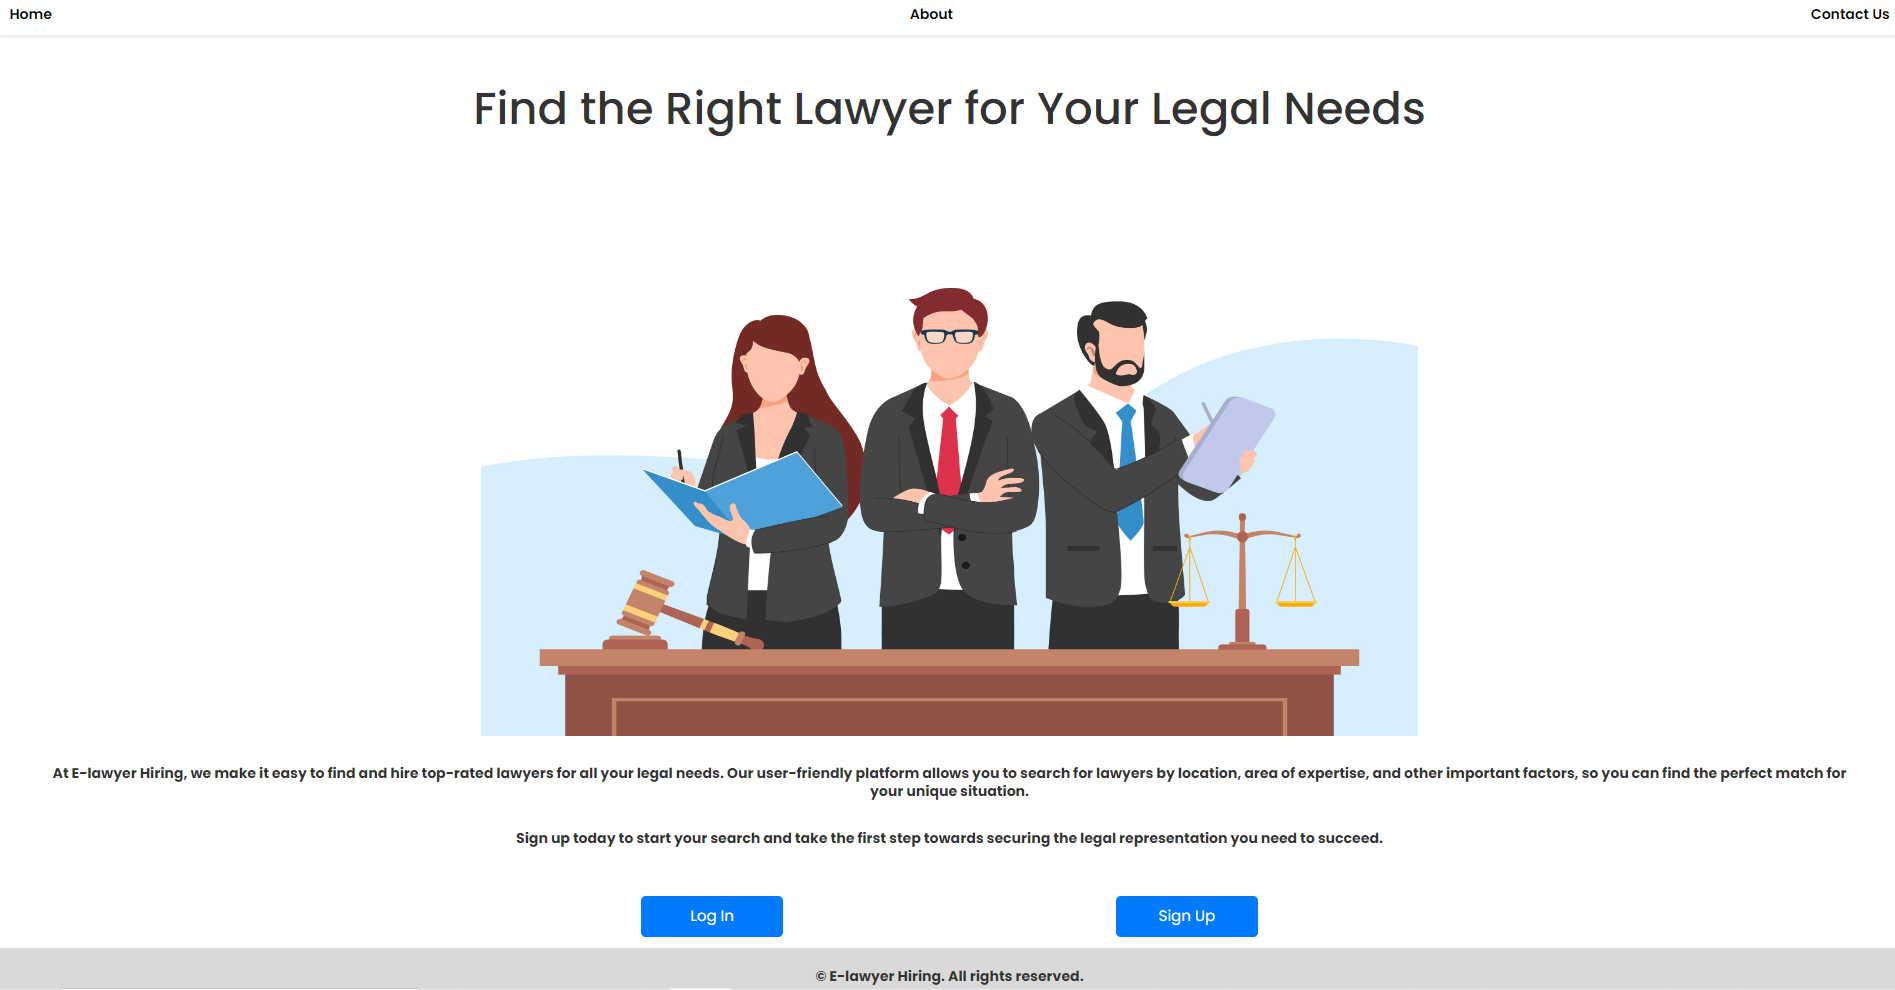 Home About Contact Us
Find the Right Lawyer for Your Legal Needs
At E-lawyer Hiring, we make it easy to find and hire top-rated lawyers for all your legal needs. Our user-friendly platform allows you to search for lawyers by location, area of expertise, and other important factors, so you can find the perfect match for
your unique situation.
Sign up today to start your search and take the first step towards securing the legal representation you need to succeed.
Log In Sign Up
© E-lawyer Hiring. All rights reserved.